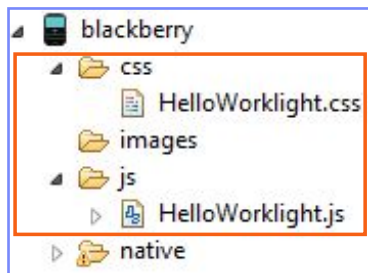 blackberry
css
HelloWorklight.css
images
js
HelloWorklight.js
native